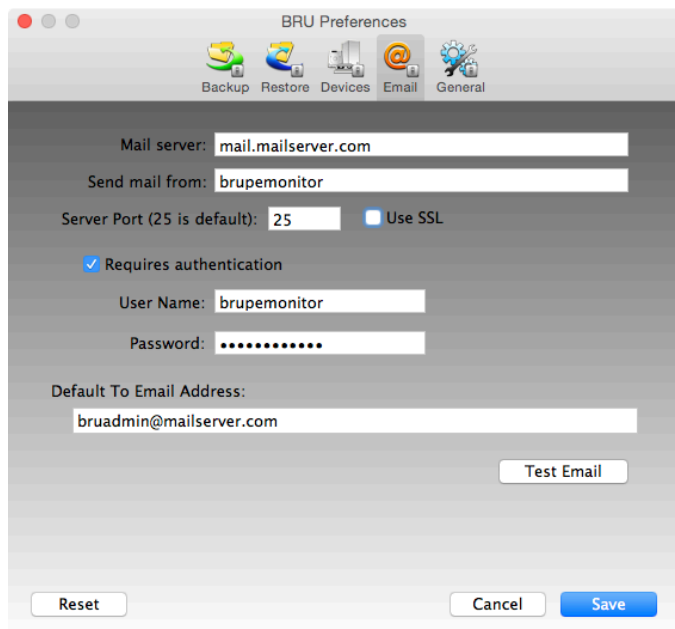 BRU Preferences
Backup Restore Devices Email General
Mail server: mail.mailserver.com
Send mail from: brupemonitor
Server Port (25 is default): 25 Use SSL
Requires authentication
User Name: brupemonitor
Password: ••••••••••••
Default To Email Address:
bruadmin@mailserver.com
Test Email
Reset Cancel Save